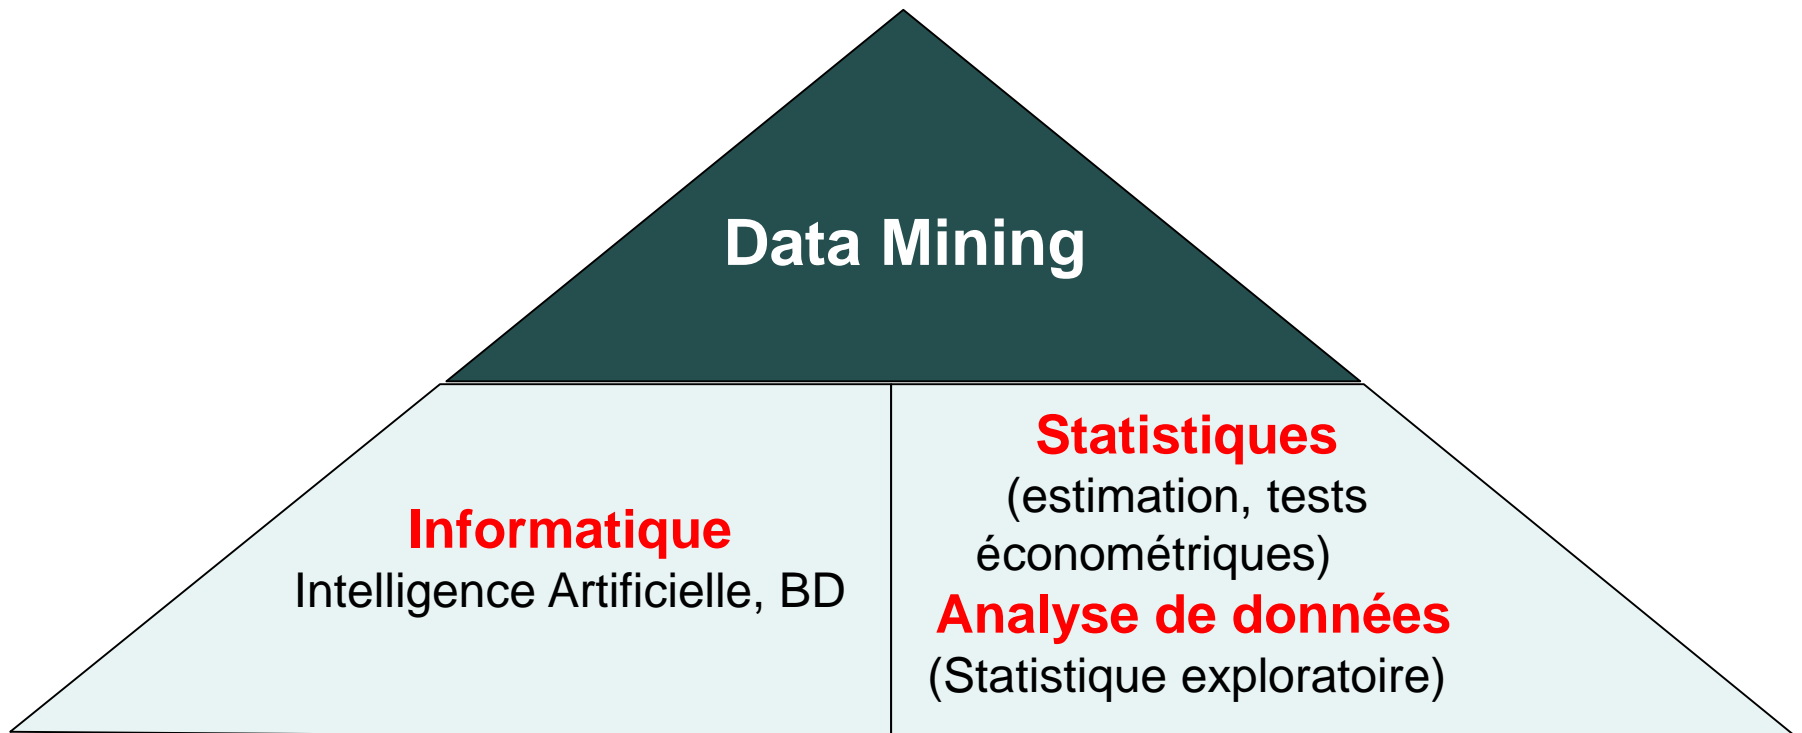 Data Mining
Informatique
Intelligence Artificielle, BD
Statistiques
(estimation, tests
économétriques)
Analyse de données
(Statistique exploratoire)